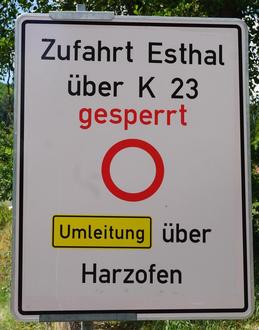 Zufahrt Esthal
über K 23
gesperrt
Umleitung über
Harzofen